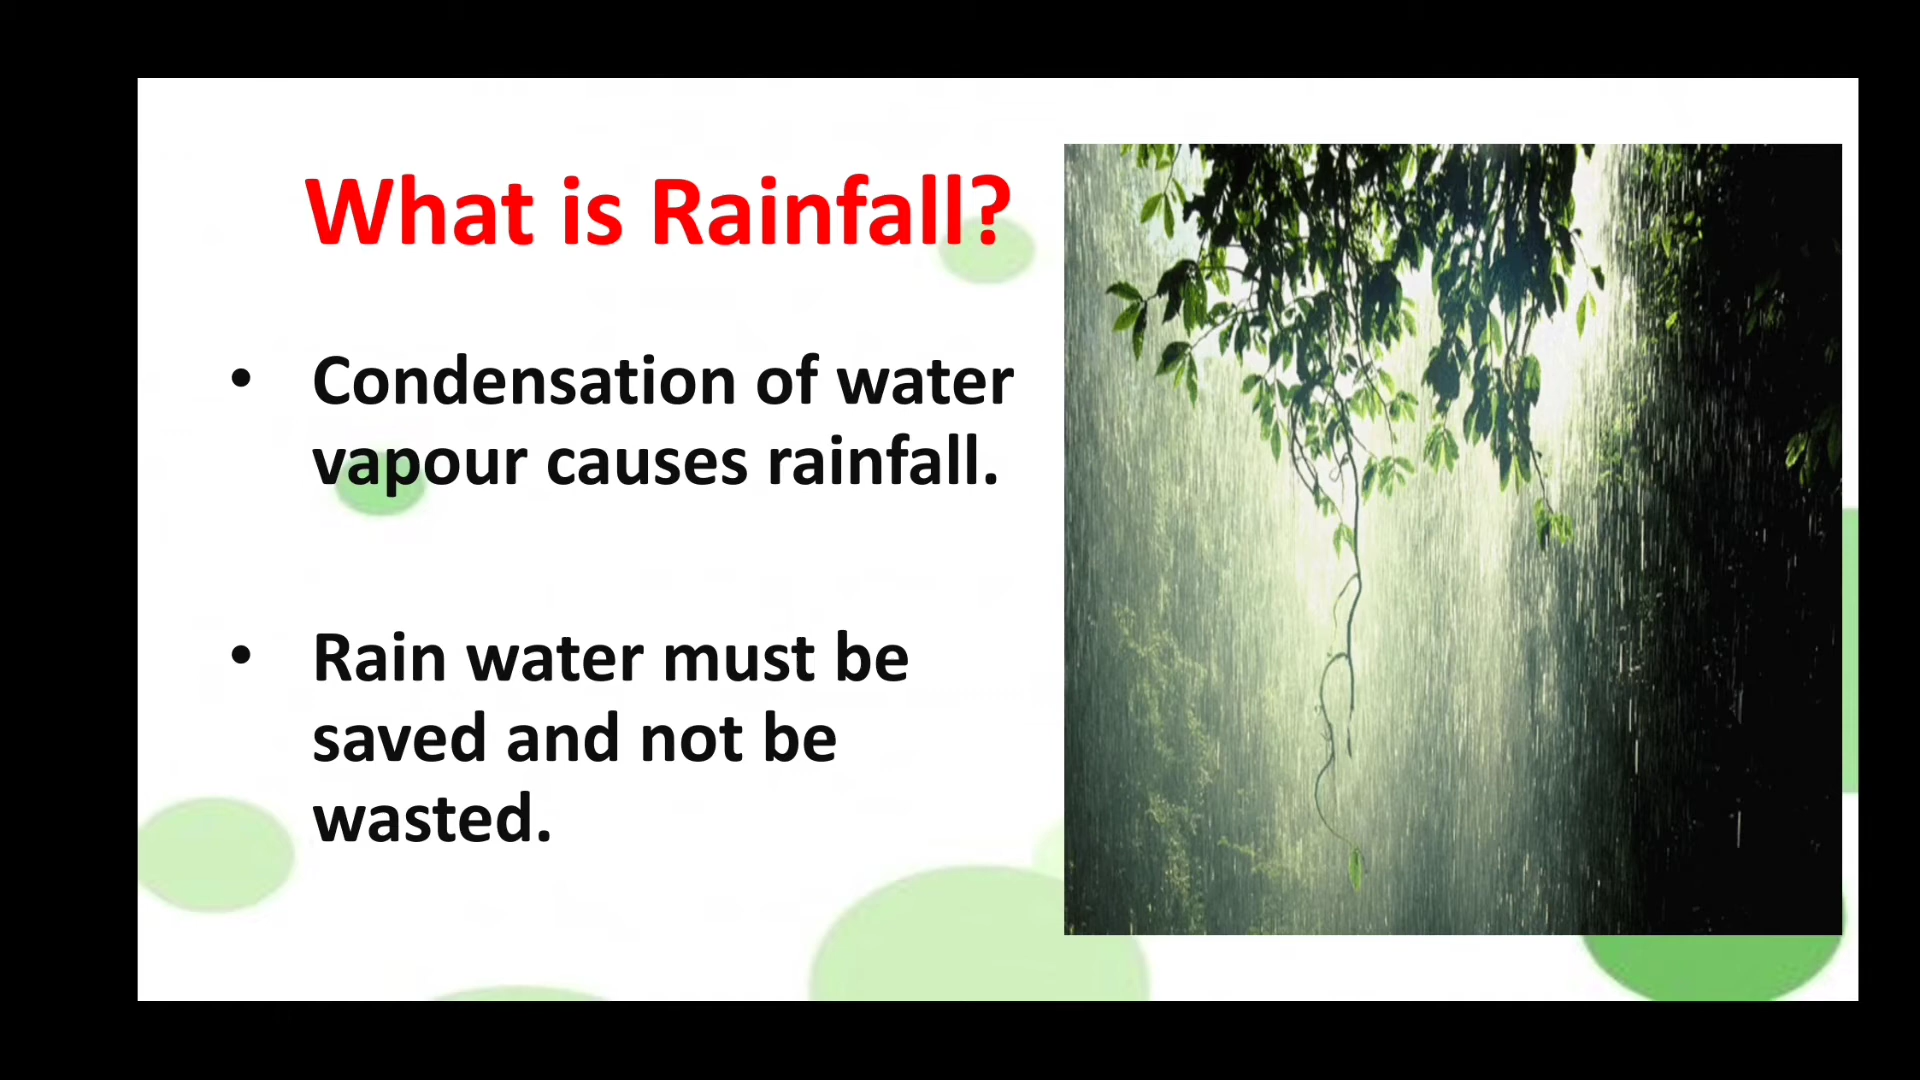 What is Rainfall?
• Condensation of water
vapour causes rainfall.
• Rain water must be
saved and not be
wasted.